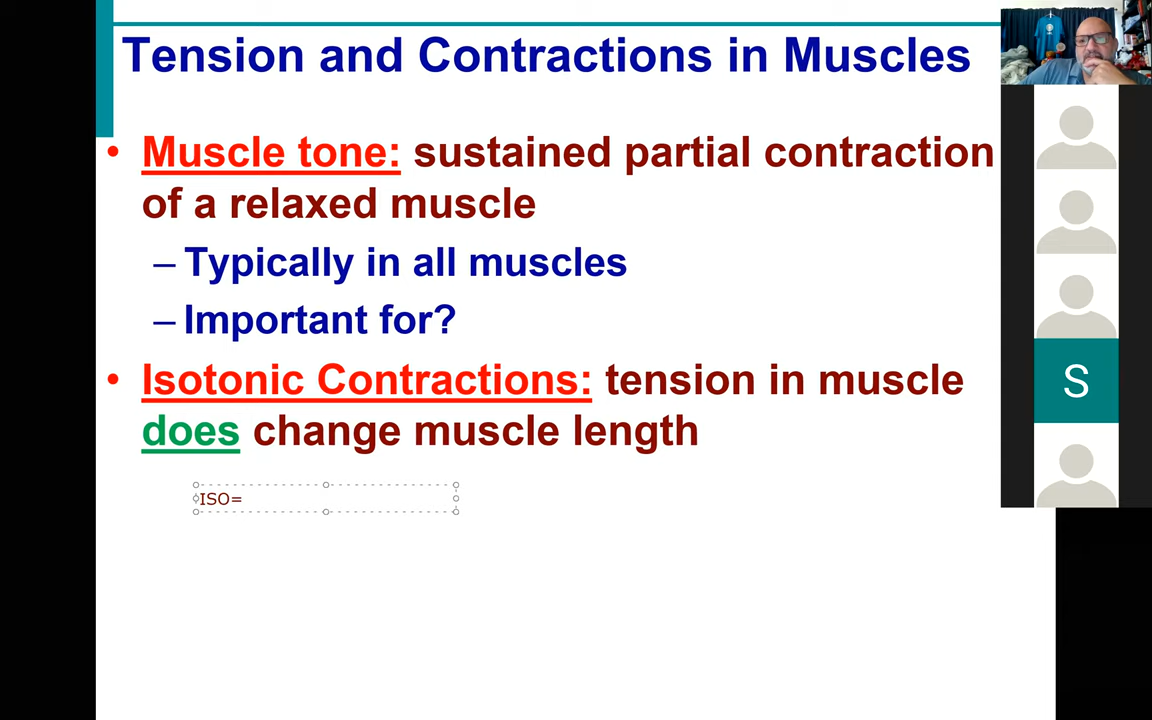 Tension and Contractions in Muscles
• Muscle tone: sustained partial contraction
of a relaxed muscle
– Typically in all muscles
– Important for?
• Isotonic Contractions: tension in muscle
does change muscle length
ISO=
S